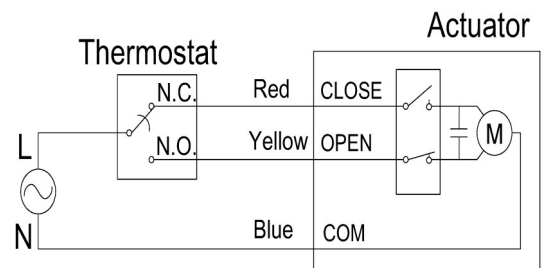 Actuator
Thermostat
N.C. Red CLOSE
N.O. Yellow OPEN
M
L
N
Blue COM